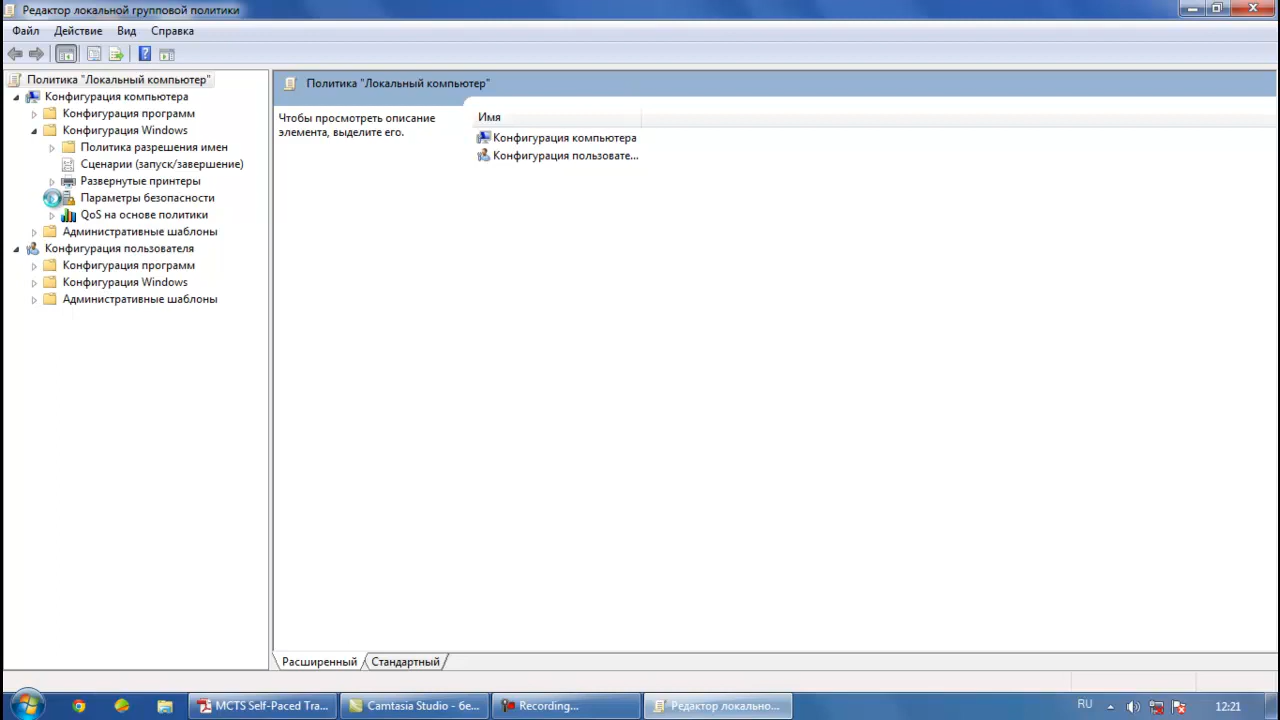 Редактор локальной групповой политики
Файл Действие Вид Справка
Политика "Локальный компьютер"
Конфигурация компьютера
Конфигурация программ
Конфигурация Windows
Политика разрешения имен
Сценарии (запуск/завершение)
Развернутые принтеры
Параметры безопасности
QoS на основе политики
Административные шаблоны
Конфигурация пользователя
Конфигурация программ
Конфигурация Windows
Административные шаблоны
Политика "Локальный компьютер"
Чтобы просмотреть описание
элемента, выделите его.
Имя
Конфигурация компьютера
Конфигурация пользовате...
Расширенный Стандартный
MCTS Self-Paced Tra... Camtasia Studio - бе... Recording... Редактор локально... RU 12:21